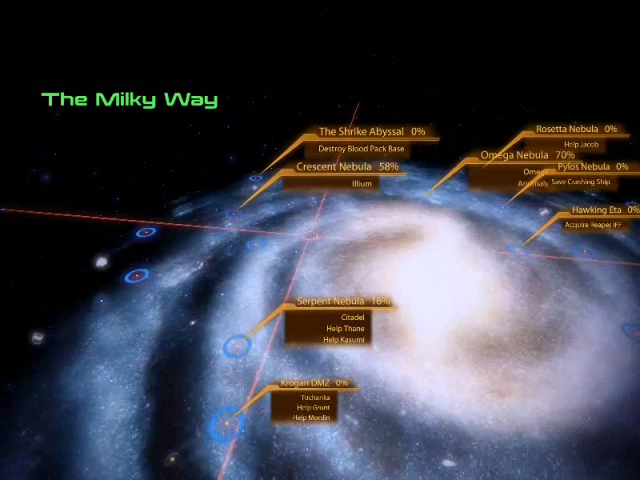 The Milky Way
The Shrike Abyssal 0%
Destroy Blood Pack Base
Crescent Nebula 58%
Illium
Rosetta Nebula 0%
Help Jacob
Omega Nebula 70%
Anomaly
Pylos Nebula 0%
Save Crashing Ship
Hawking Eta 0%
Acquire Reaper IFF
Serpent Nebula 16%
Citadel
Help Thane
Help Kasumi
Krogan DMZ 0%
Tuchanka
Help Grunt
Help Mordin